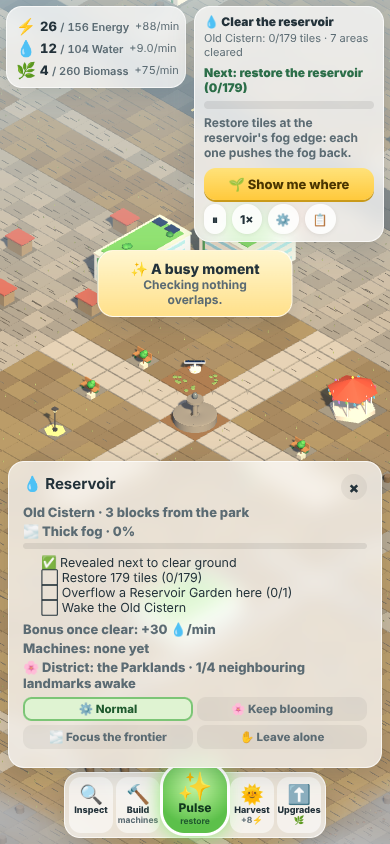 ⚡ 26 / 156 Energy +88/min
💧 12 / 104 Water +9.0/min
🌿 4 / 260 Biomass +75/min
💧 Clear the reservoir
Old Cistern: 0/179 tiles · 7 areas
cleared
Next: restore the reservoir
(0/179)
Restore tiles at the
reservoir's fog edge: each
one pushes the fog back.
🌱 Show me where
⏸ 1× ⚙️ 📋
✨ A busy moment
Checking nothing
overlaps.
💧 Reservoir ✖
Old Cistern · 3 blocks from the park
🌫️ Thick fog · 0%
✅ Revealed next to clear ground
⬜ Restore 179 tiles (0/179)
⬜ Overflow a Reservoir Garden here (0/1)
⬜ Wake the Old Cistern
Bonus once clear: +30 💧/min
Machines: none yet
🌸 District: the Parklands · 1/4 neighbouring
landmarks awake
⚙️ Normal
🌸 Keep blooming
🌫️ Focus the frontier
✋ Leave alone
🔍 Inspect
🔨 Build
machines
✨ Pulse
restore
🌞 Harvest
+8⚡
⬆️ Upgrades
🌿